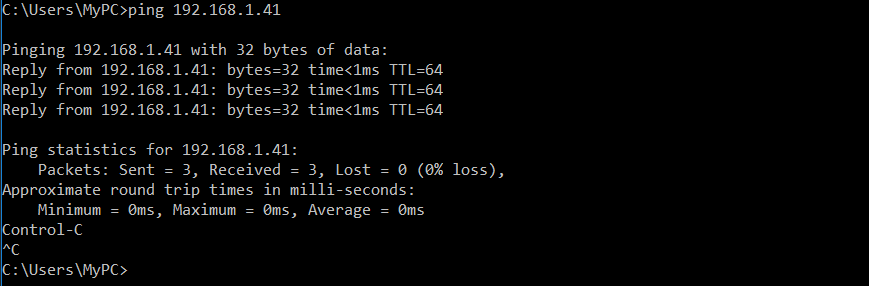 C:\Users\MyPC>ping 192.168.1.41
Pinging 192.168.1.41 with 32 bytes of data:
Reply from 192.168.1.41: bytes=32 time<1ms TTL=64
Reply from 192.168.1.41: bytes=32 time<1ms TTL=64
Reply from 192.168.1.41: bytes=32 time<1ms TTL=64
Ping statistics for 192.168.1.41:
    Packets: Sent = 3, Received = 3, Lost = 0 (0% loss),
Approximate round trip times in milli-seconds:
    Minimum = 0ms, Maximum = 0ms, Average = 0ms
Control-C
^C
C:\Users\MyPC>